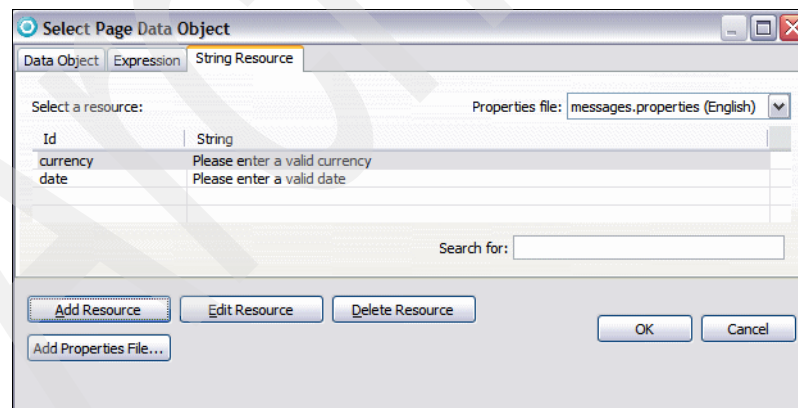 Select Page Data Object
Data Object Expression String Resource
Select a resource: Properties file: messages.properties (English)
Id String
currency Please enter a valid currency
date Please enter a valid date
Search for:
Add Resource Edit Resource Delete Resource
OK Cancel
Add Properties File...